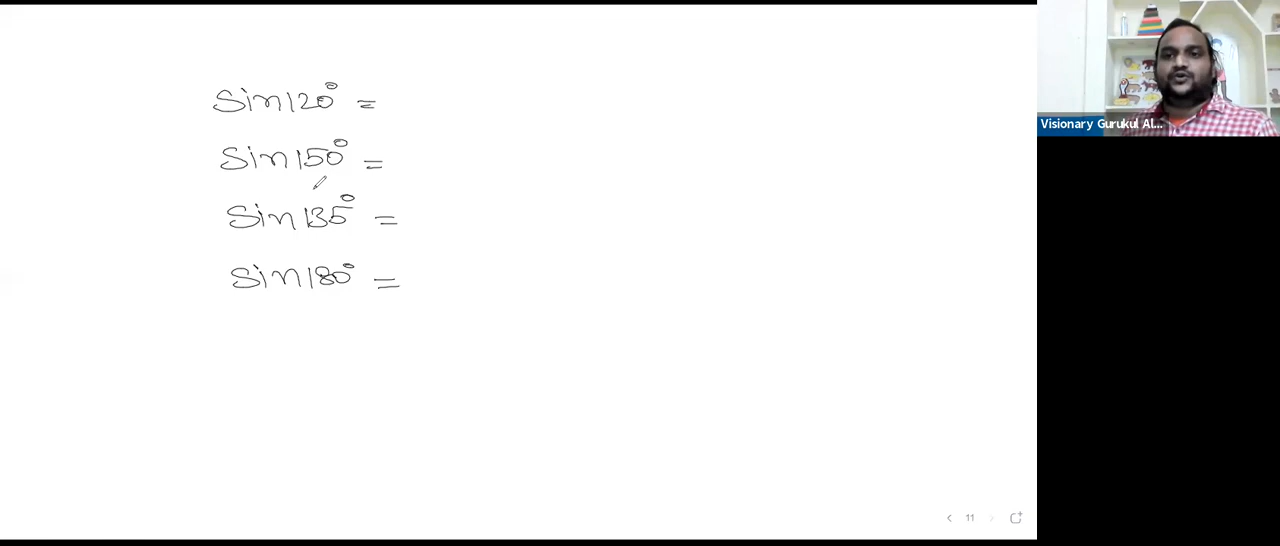 sin120° =
sin150° =
sin135° =
sin180° =
Visionary Gurukul Al...
11